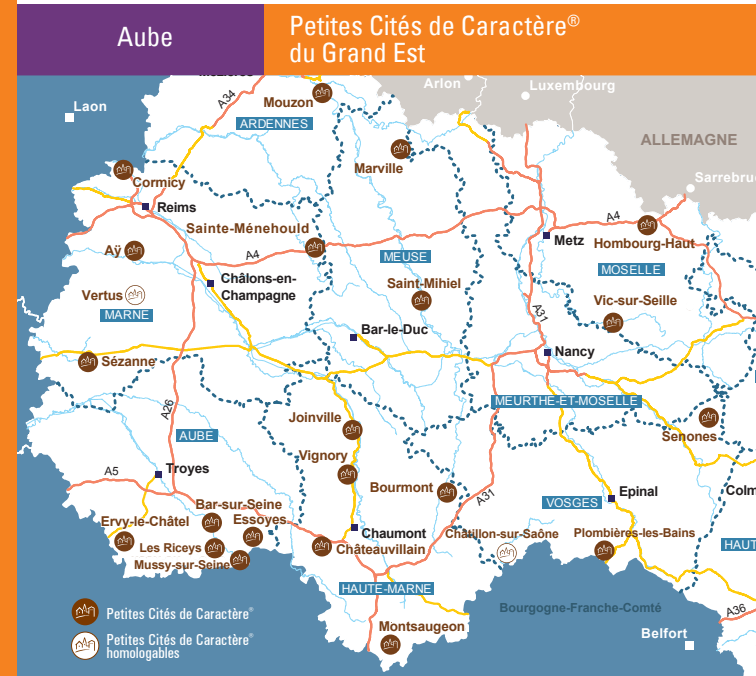 Aube
Petites Cités de Caractère®
du Grand Est
Arlon
Luxembourg
Laon
A34
Mouzon
ARDENNES
ALLEMAGNE
Marville
Cormicy
Reims
Sainte-Ménehould
A4
Hombourg-Haut
Aÿ
A4
MEUSE
Metz
MOSELLE
Châlons-en-
Champagne
Saint-Mihiel
Vertus
MARNE
Vic-sur-Seille
A31
Bar-le-Duc
Nancy
Sézanne
A26
MEURTHE-ET-MOSELLE
Joinville
AUBE
Senones
Vignory
Troyes
A5
Bourmont
A31
Epinal
VOSGES
Bar-sur-Seine
Ervy-le-Châtel
Essoyes
Chaumont
Châtillon-sur-Saône
Plombières-les-Bains
Les Riceys
Châteauvillain
Mussy-sur-Seine
HAUTE-MARNE
Petites Cités de Caractère®
Bourgogne-Franche-Comté
A36
Montsaugeon
Belfort
Petites Cités de Caractère®
homologables